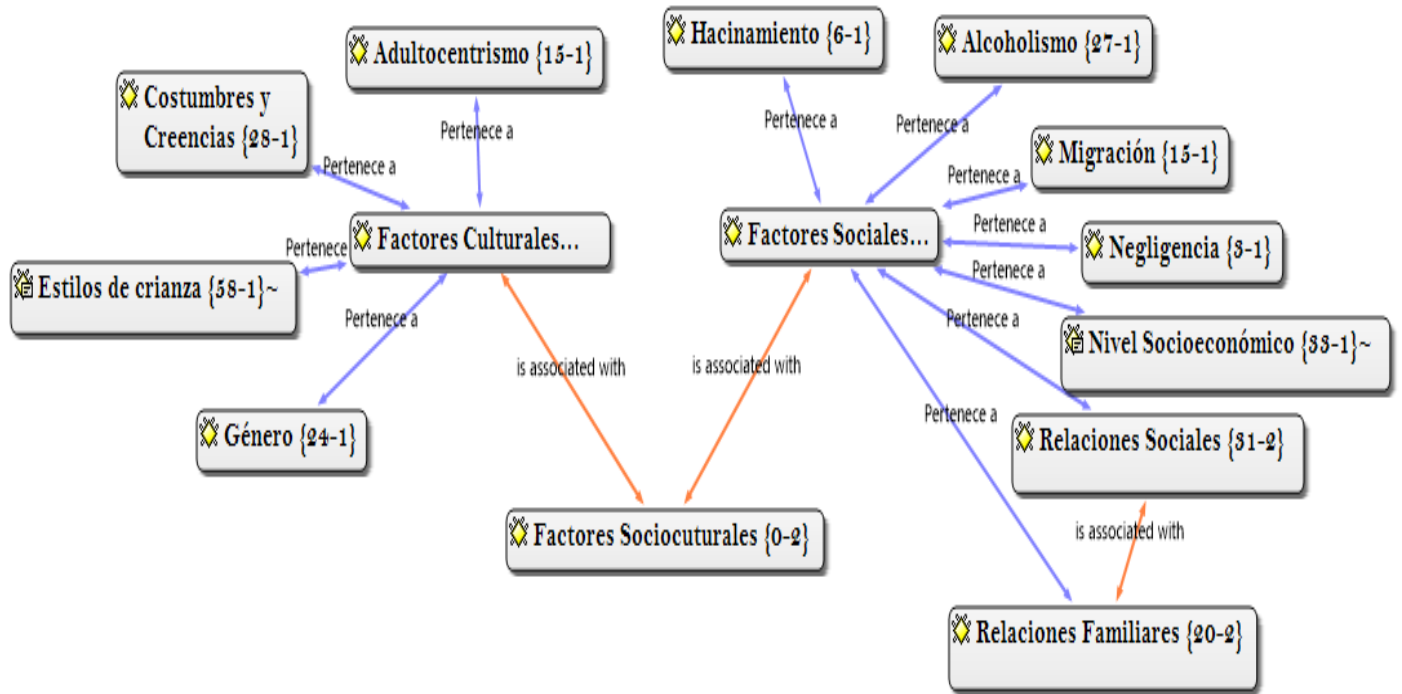 Hacinamiento {6-1}
Alcoholismo {27-1}
Adultocentrismo {15-1}
Costumbres y
Creencias {28-1}
Pertenece a
Pertenece a
Pertenece a
Pertenece a
Migración {15-1}
Pertenece a
Pertenece a
Factores Culturales...
Factores Sociales...
Pertenece
Negligencia {3-1}
Pertenece a
Estilos de crianza {58-1}~
Pertenece a
Pertenece a
Nivel Socioeconómico {33-1}~
is associated with
is associated with
Pertenece a
Género {24-1}
Relaciones Sociales {31-2}
Factores Sociocuturales {0-2}
is associated with
Relaciones Familiares {20-2}